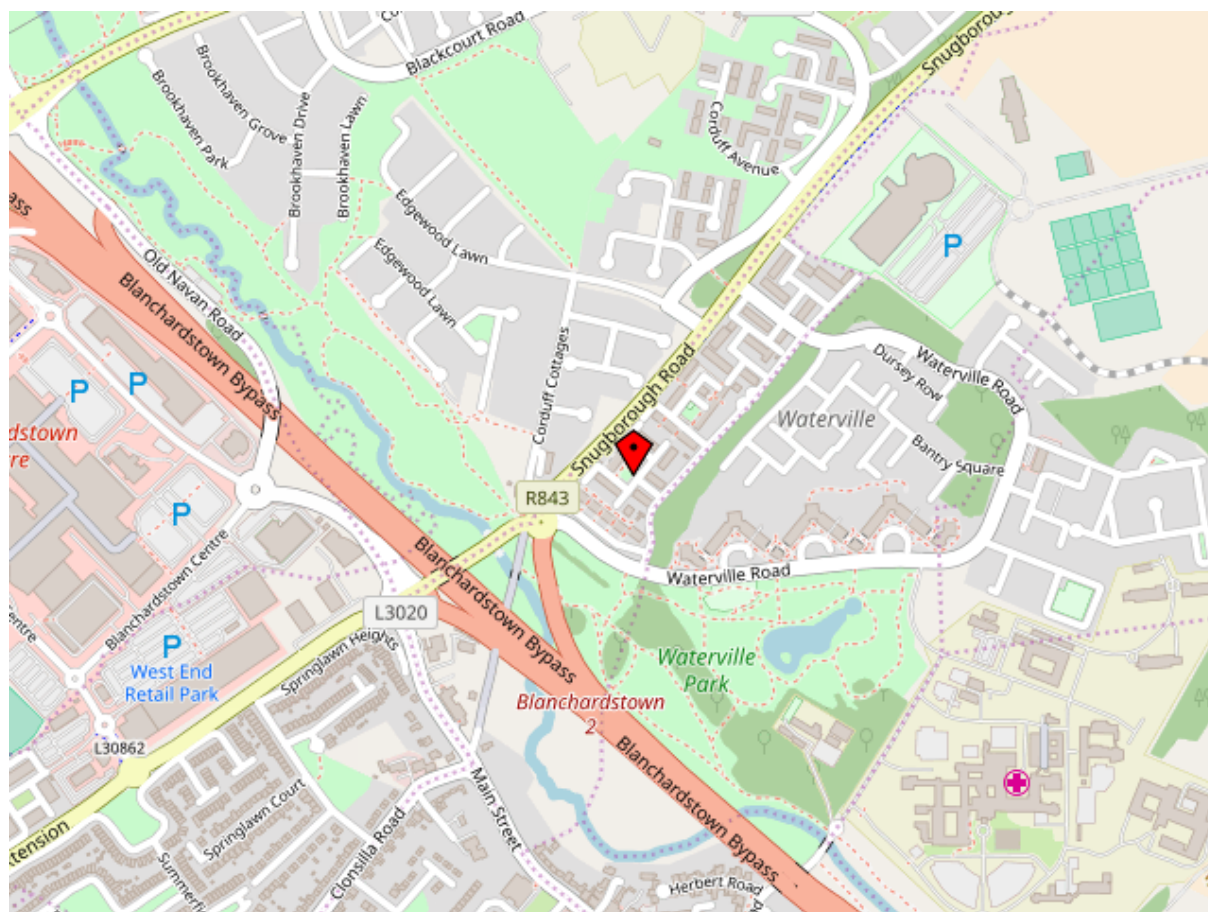 Blackcourt Road
Snugborough
Brookhaven Grove
Brookhaven Park
Brookhaven Drive
Brookhaven Lawn
Corduff Avenue
Edgewood Lawn
Edgewood Lawn
Old Navan Road
Blanchardstown Bypass
P
P
P
P
P
Corduff Cottages
Snugborough Road
Waterville Road
Dursey Row
Waterville
Bantry Square
R843
Waterville Road
Blanchardstown Bypass
Blanchardstown Centre
L3020
West End
Retail Park
Springlawn Heights
Waterville
Park
Blanchardstown
2
Blanchardstown Bypass
L30862
Main Street
Springlawn Court
Clonsilla Road
Herbert Road